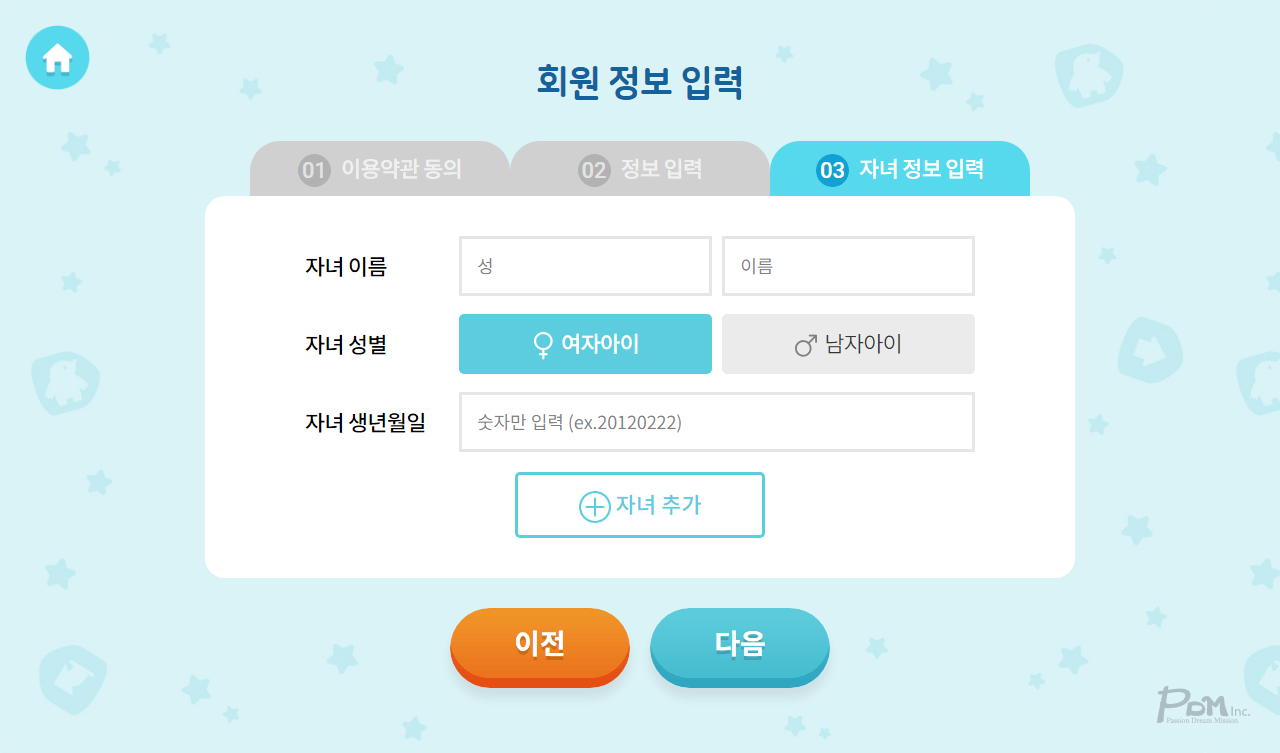 회원 정보 입력
01 이용약관 동의
02 정보 입력
03 자녀 정보 입력
자녀 이름
성
이름
자녀 성별
여자아이
남자아이
자녀 생년월일
숫자만 입력 (ex.20120222)
자녀 추가
이전
다음
PDM Inc.
Passion Dream Mission